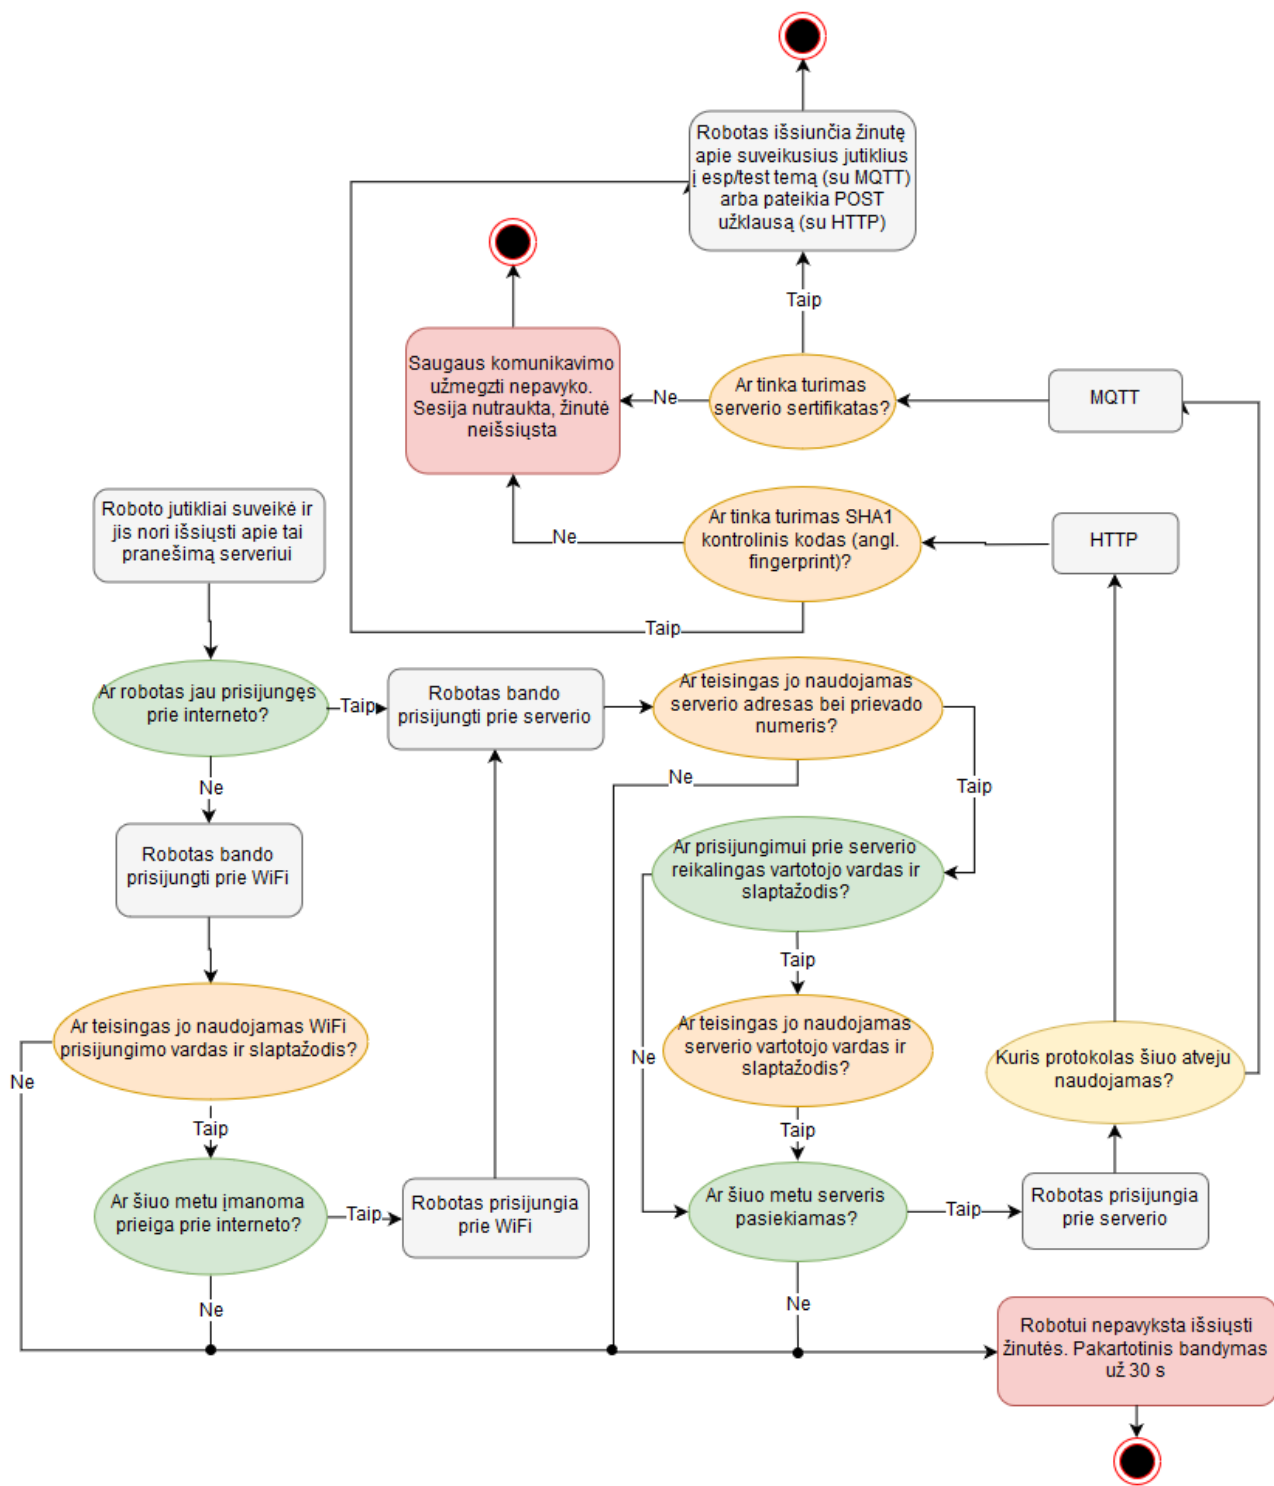 Robotas išsiunčia žinutę
apie suveikusius jutiklius
į esp/test temą (su MQTT)
arba pateikia POST
užklausą (su HTTP)
Taip
Saugaus komunikavimo
užmegzti nepavyko.
Sesija nutraukta, žinutė
neišsiųsta
Ne
Ar tinka turimas
serverio sertifikatas?
MQTT
Roboto jutikliai suveikė ir
jis nori išsiųsti apie tai
pranešimą serveriui
Ne
Ar tinka turimas SHA1
kontrolinis kodas (angl.
fingerprint)?
HTTP
Taip
Ar robotas jau prisijungęs
prie interneto?
Taip
Robotas bando
prisijungti prie serverio
Ar teisingas jo naudojamas
serverio adresas bei prievado
numeris?
Ne
Ne
Taip
Robotas bando
prisijungti prie WiFi
Ar prisijungimui prie serverio
reikalingas vartotojo vardas ir
slaptažodis?
Taip
Ar teisingas jo naudojamas WiFi
prisijungimo vardas ir slaptažodis?
Ne
Ar teisingas jo naudojamas
serverio vartotojo vardas ir
slaptažodis?
Ne
Kuris protokolas šiuo atveju
naudojamas?
Taip
Taip
Ar šiuo metu įmanoma
prieiga prie interneto?
Taip
Robotas prisijungia
prie WiFi
Ar šiuo metu serveris
pasiekiamas?
Taip
Robotas prisijungia
prie serverio
Ne
Ne
Robotui nepavyksta išsiųsti
žinutės. Pakartotinis bandymas
už 30 s